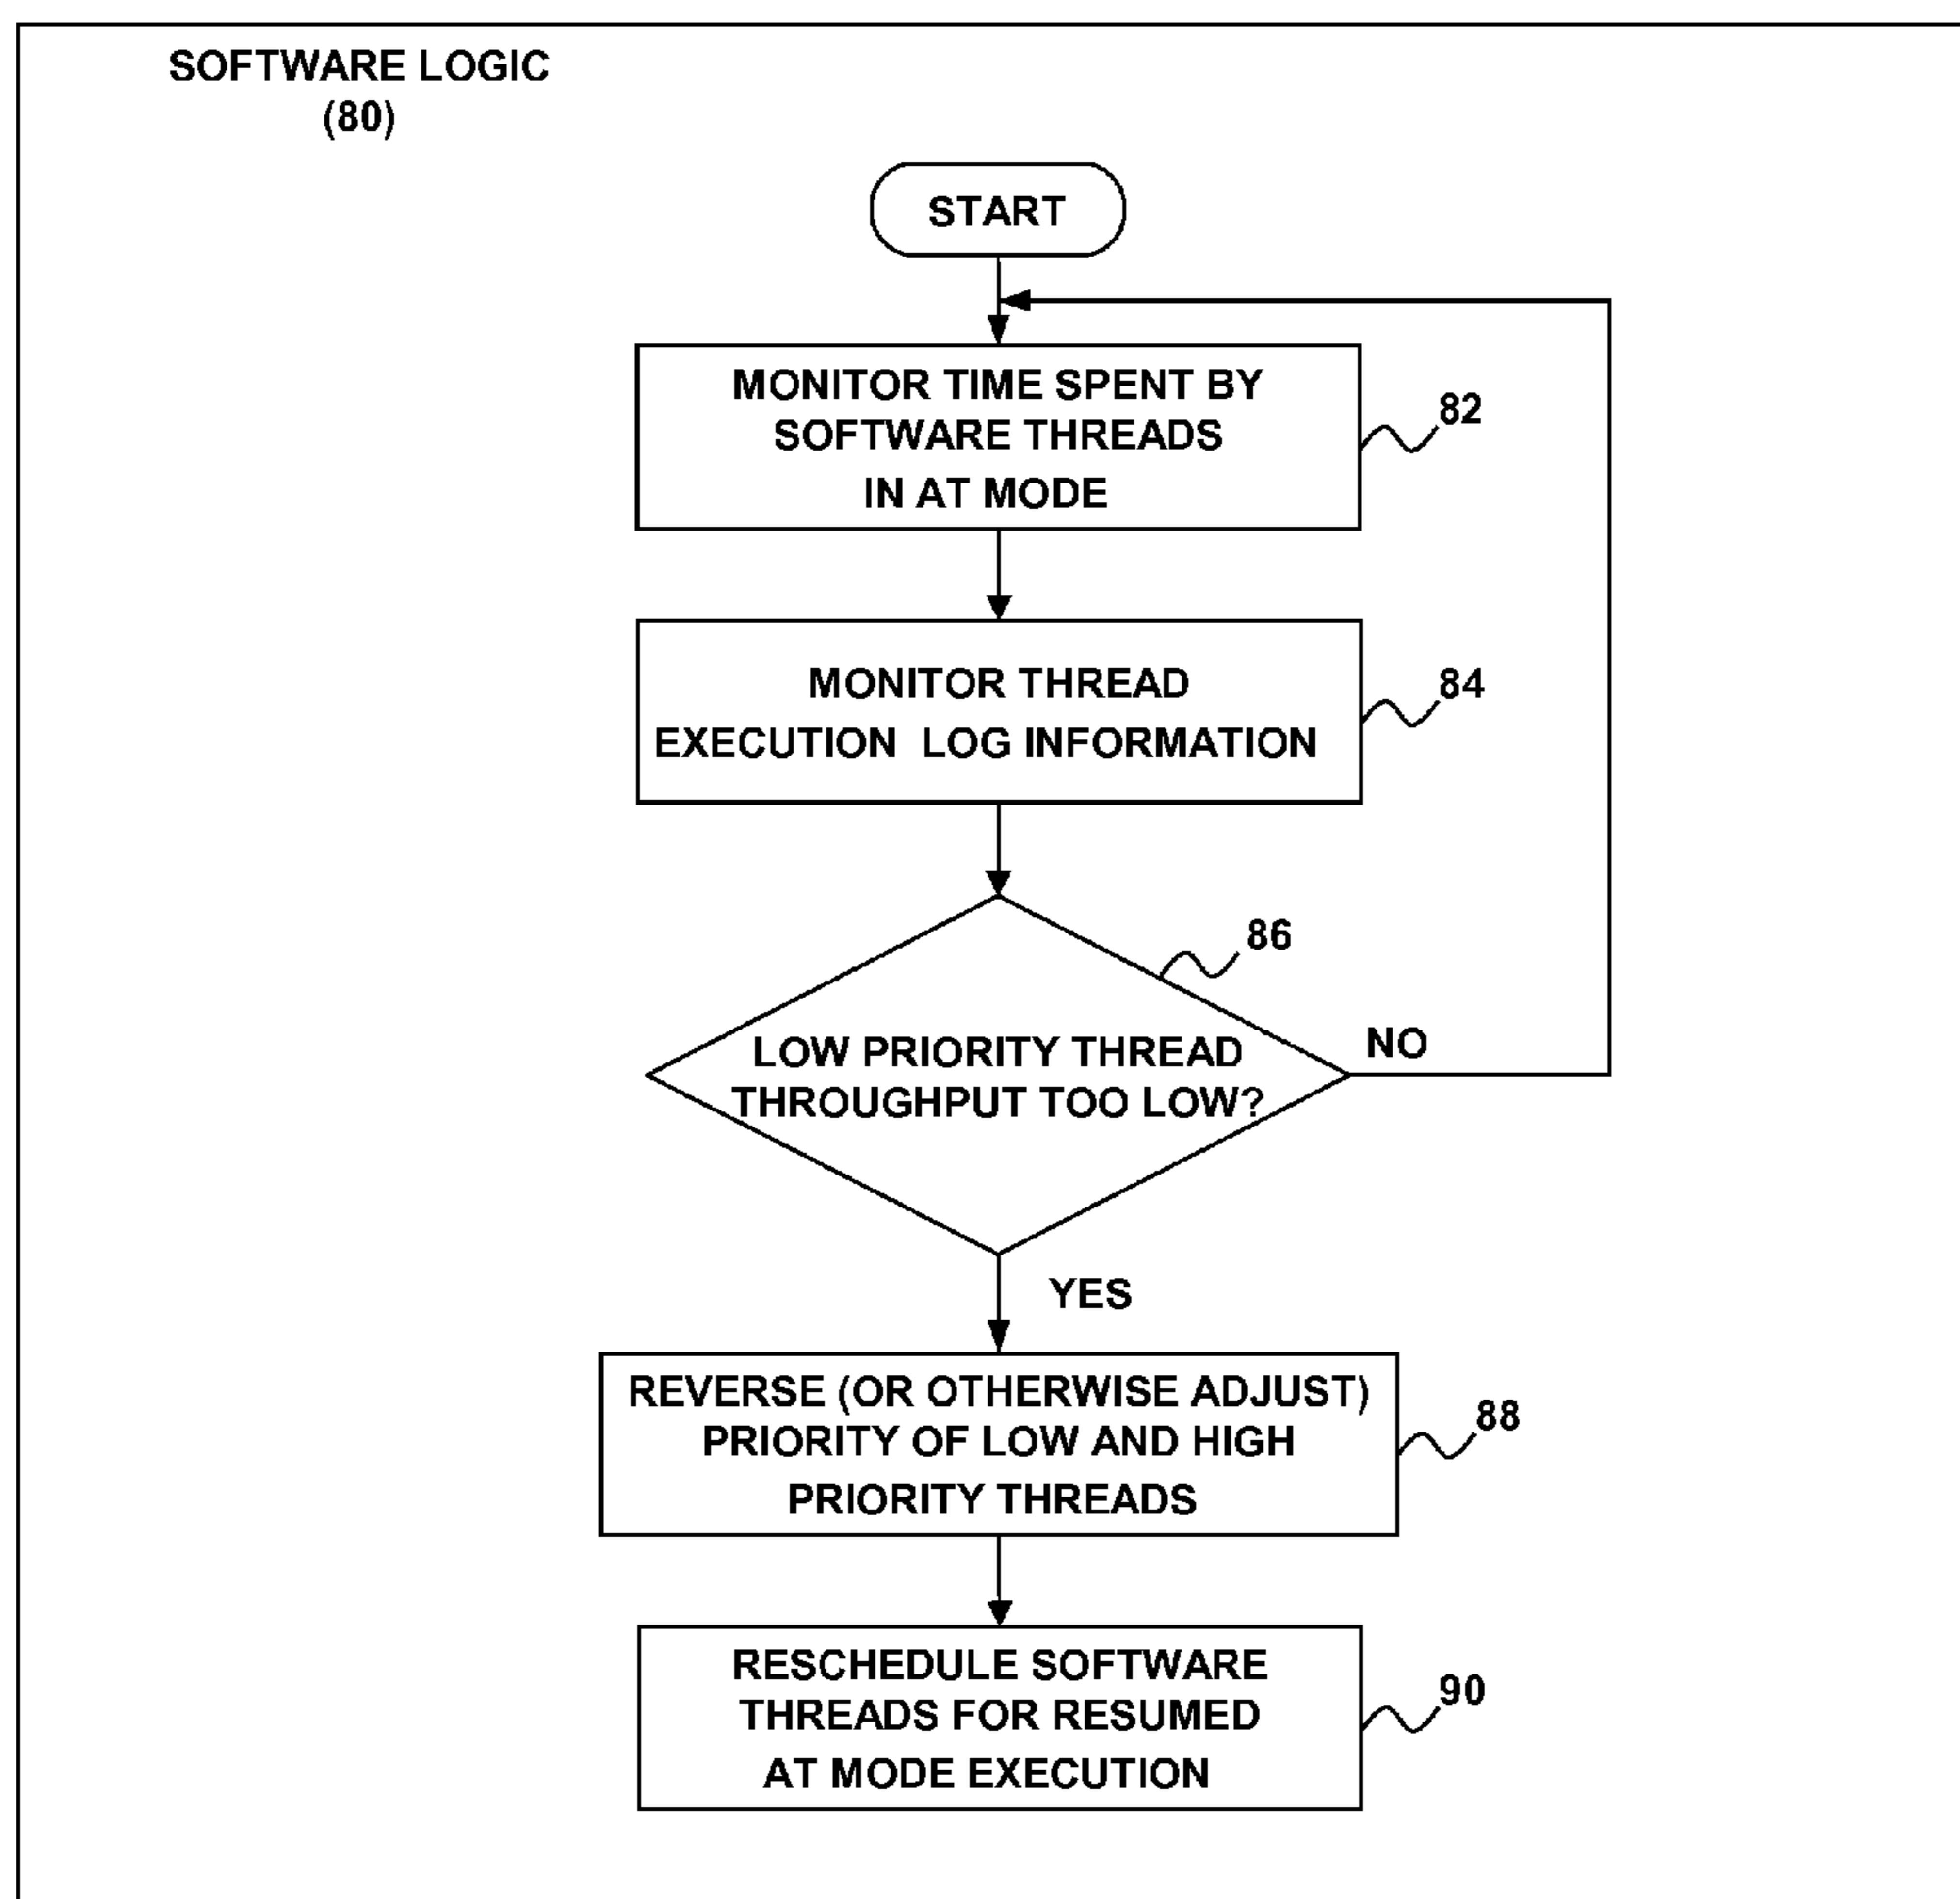 SOFTWARE LOGIC
(80)
START
MONITOR TIME SPENT BY
SOFTWARE THREADS
IN AT MODE
82
MONITOR THREAD
EXECUTION LOG INFORMATION
84
86
LOW PRIORITY THREAD
THROUGHPUT TOO LOW?
NO
YES
REVERSE (OR OTHERWISE ADJUST)
PRIORITY OF LOW AND HIGH
PRIORITY THREADS
88
RESCHEDULE SOFTWARE
THREADS FOR RESUMED
AT MODE EXECUTION
90